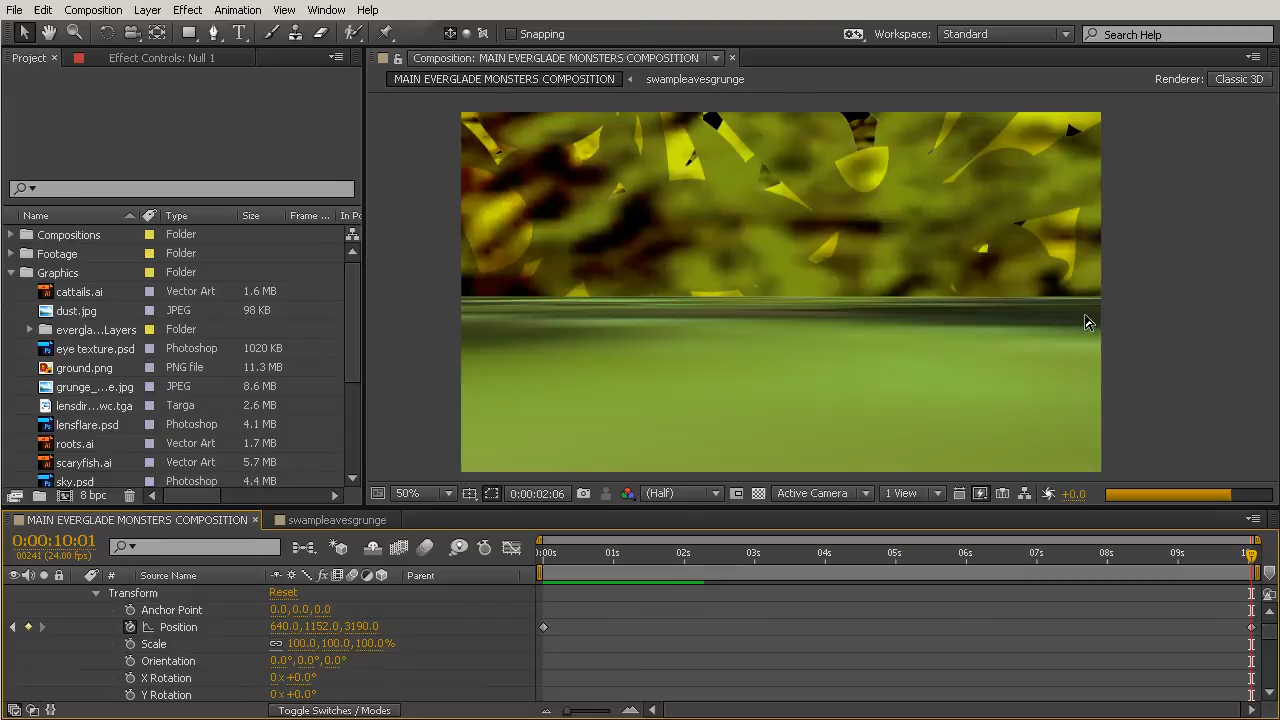 File Edit Composition Layer Effect Animation View Window Help
Snapping Workspace: Standard Search Help
Project Effect Controls: Null 1 Composition: MAIN EVERGLADE MONSTERS COMPOSITION
MAIN EVERGLADE MONSTERS COMPOSITION swampleavesgrunge Renderer: Classic 3D
Name Type Size Frame ... In Po
Compositions Folder
Footage Folder
Graphics Folder
cattails.ai Vector Art 1.6 MB
dust.jpg JPEG 98 KB
evergla...Layers Folder
eye texture.psd Photoshop 1020 KB
ground.png PNG file 11.3 MB
grunge_...e.jpg JPEG 8.6 MB
lensdir...wc.tga Targa 2.6 MB
lensflare.psd Photoshop 4.1 MB
roots.ai Vector Art 1.7 MB
scaryfish.ai Vector Art 5.7 MB
sky.psd Photoshop 4.4 MB
8 bpc 50% 0:00:02:06 (Half) Active Camera 1 View +0.0
MAIN EVERGLADE MONSTERS COMPOSITION swampleavesgrunge
0:00:10:01
00241 (24.00 fps)
:00s 01s 02s 03s 04s 05s 06s 07s 08s 09s
# Source Name Parent
Transform Reset
Anchor Point 0.0,0.0,0.0
Position 640.0,1152.0,3190.0
Scale 100.0,100.0,100.0%
Orientation 0.0°,0.0°,0.0°
X Rotation 0x+0.0°
Y Rotation 0x+0.0°
Toggle Switches / Modes